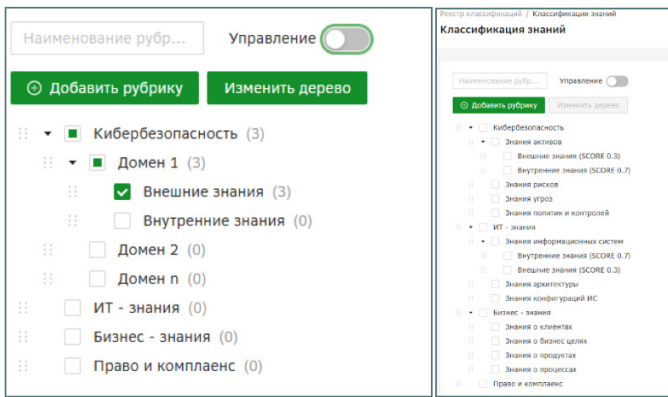 Наименование рубр...
Управление
Добавить рубрику
Изменить дерево
Кибербезопасность (3)
Домен 1 (3)
Внешние знания (3)
Внутренние знания (0)
Домен 2 (0)
Домен n (0)
ИТ - знания (0)
Бизнес - знания (0)
Право и комплаенс (0)
Реестр классификаций / Классификация знаний
Классификация знаний
Наименование рубр...
Управление
Добавить рубрику
Изменить дерево
Кибербезопасность
Знания активов
Внешние знания (SCORE 0.3)
Внутренние знания (SCORE 0.7)
Знания рисков
Знания угроз
Знания политик и контролей
ИТ - знания
Знания информационных систем
Внутренние знания (SCORE 0.7)
Внешние знания (SCORE 0.3)
Знания архитектуры
Знания конфигураций ИС
Бизнес - знания
Знания о клиентах
Знания о бизнес целях
Знания о продуктах
Знания о процессах
Право и комплаенс